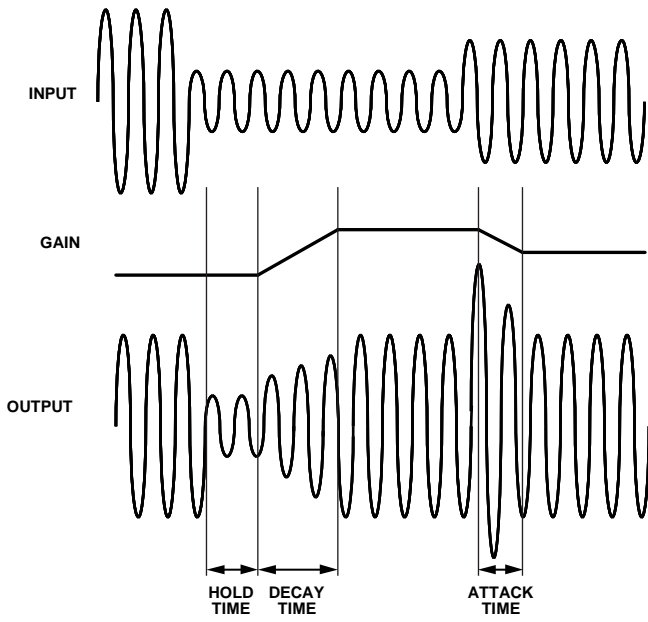 INPUT
GAIN
OUTPUT
HOLD
TIME
DECAY
TIME
ATTACK
TIME